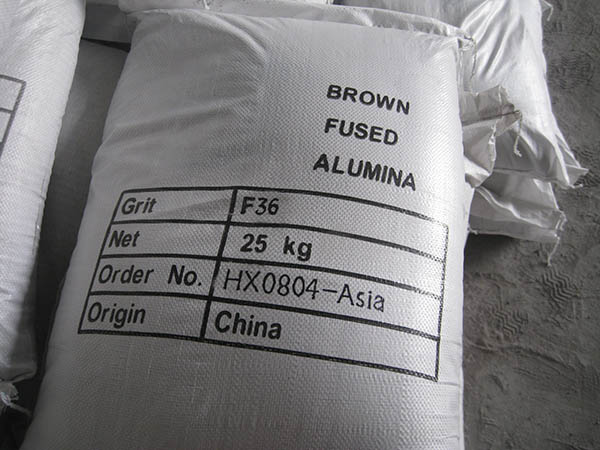 BROWN
FUSED
ALUMINA
Grit F36
Net 25 kg
Order No. HX0804-Asia
Origin China